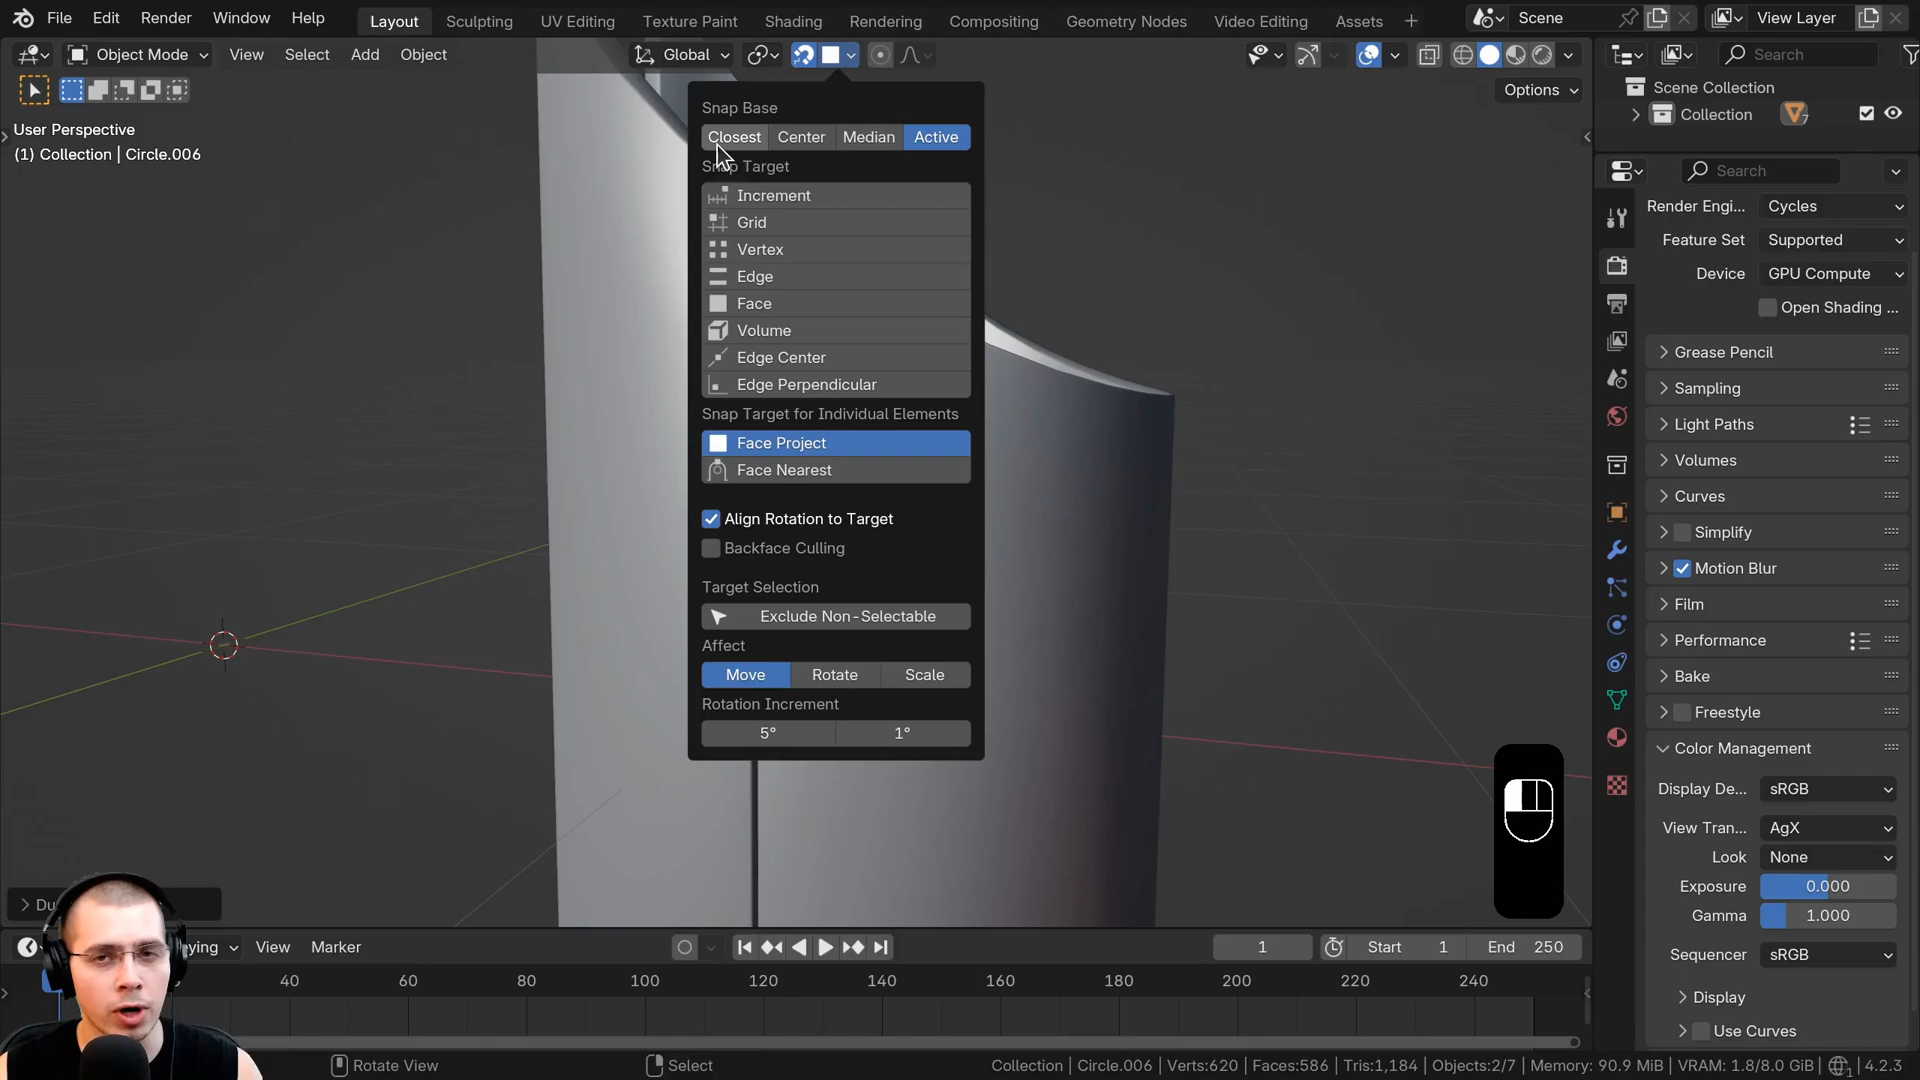 File Edit Render Window Help Layout Sculpting UV Editing Texture Paint Shading Rendering Compositing Geometry Nodes Video Editing Assets + Scene View Layer
Object Mode View Select Add Object Global Search
Options
User Perspective
(1) Collection | Circle.006
Scene Collection
Collection 7
Snap Base
Closest Center Median Active
Snap Target
Increment
Grid
Vertex
Edge
Face
Volume
Edge Center
Edge Perpendicular
Snap Target for Individual Elements
Face Project
Face Nearest
Align Rotation to Target
Backface Culling
Target Selection
Exclude Non-Selectable
Affect
Move Rotate Scale
Rotation Increment
5° 1°
Search
Render Engi... Cycles
Feature Set Supported
Device GPU Compute
Open Shading ...
Grease Pencil
Sampling
Light Paths
Volumes
Curves
Simplify
Motion Blur
Film
Performance
Bake
Freestyle
Color Management
Display De... sRGB
View Tran... AgX
Look None
Exposure 0.000
Gamma 1.000
Sequencer sRGB
Display
Use Curves
Du
ying View Marker 1 Start 1 End 250
40 60 80 100 120 140 160 180 200 220 240
Rotate View Select Collection | Circle.006 | Verts:620 | Faces:586 | Tris:1,184 | Objects:2/7 | Memory: 90.9 MiB | VRAM: 1.8/8.0 GiB | 4.2.3